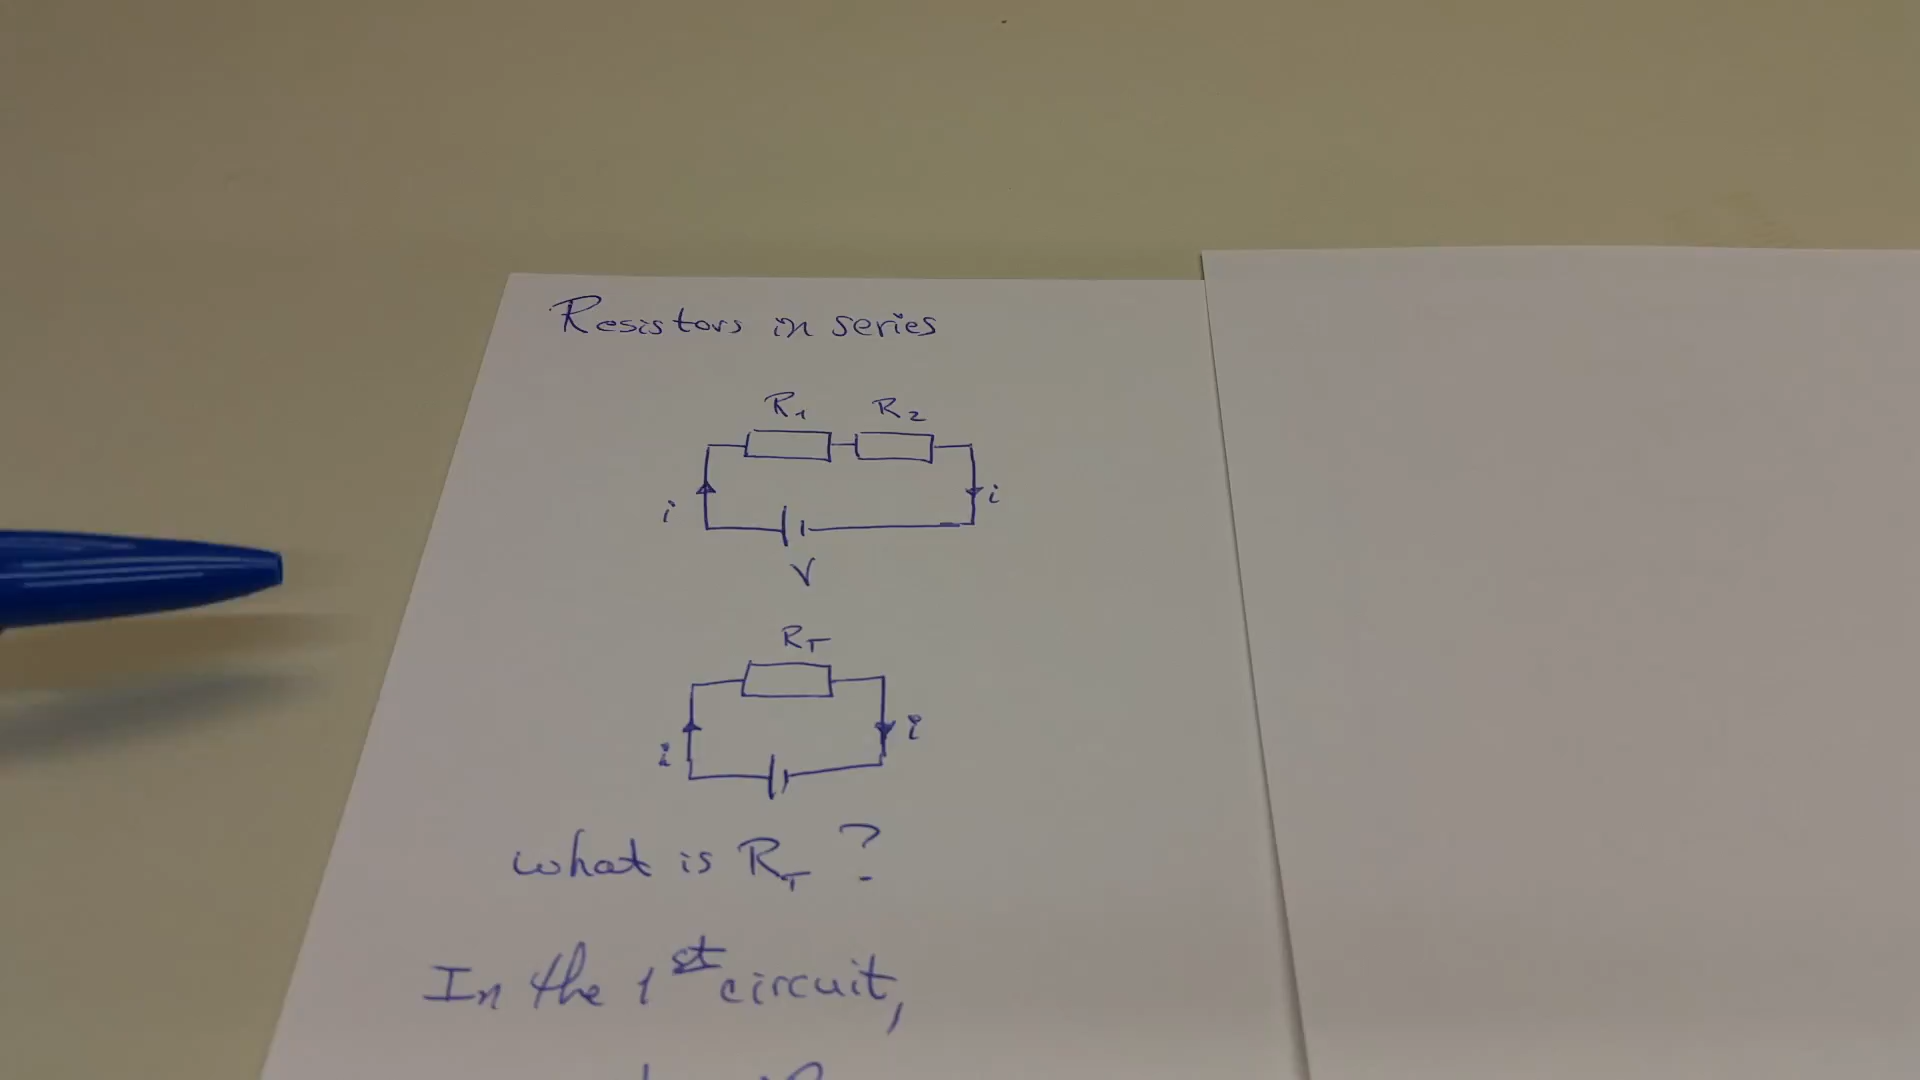 Resistors in series
R1 R2
i i
V
RT
i i
what is RT ?
In the 1st circuit,